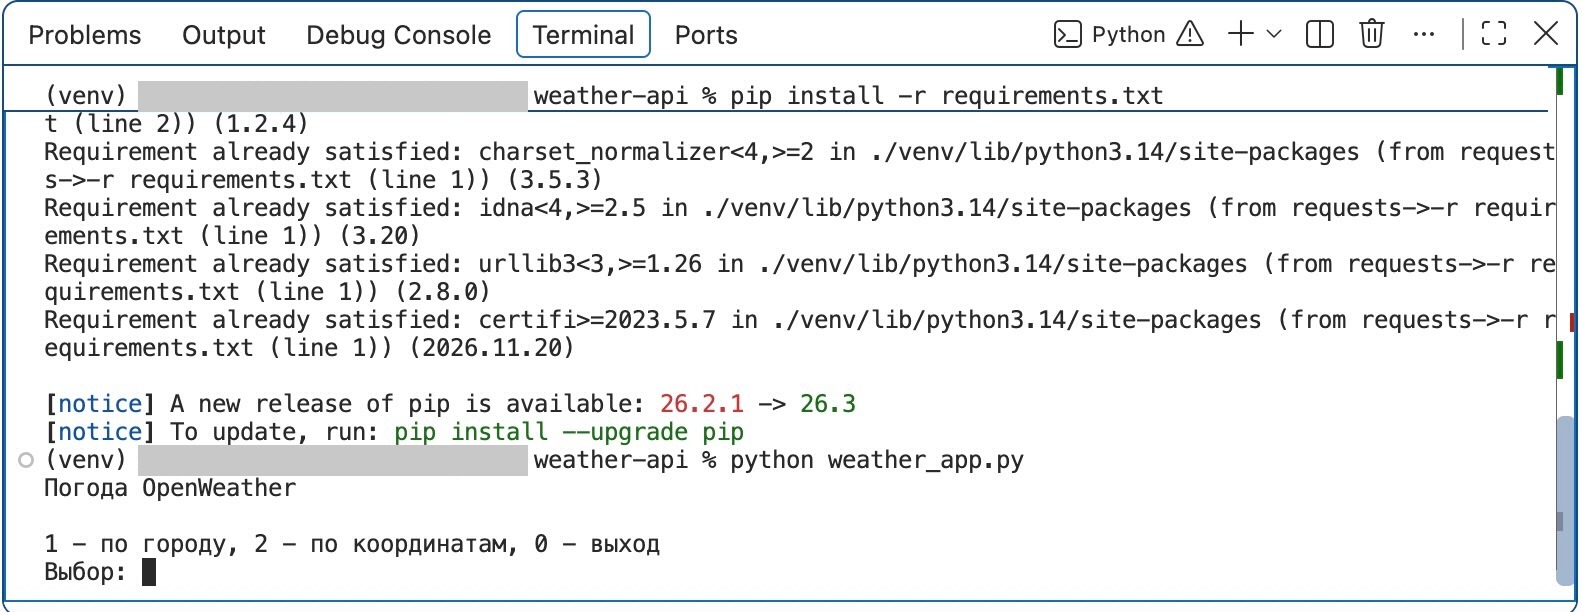 Problems Output Debug Console Terminal Ports Python
(venv) weather-api % pip install -r requirements.txt
t (line 2)) (1.2.4)
Requirement already satisfied: charset_normalizer<4,>=2 in ./venv/lib/python3.14/site-packages (from request
s->-r requirements.txt (line 1)) (3.5.3)
Requirement already satisfied: idna<4,>=2.5 in ./venv/lib/python3.14/site-packages (from requests->-r requir
ements.txt (line 1)) (3.20)
Requirement already satisfied: urllib3<3,>=1.26 in ./venv/lib/python3.14/site-packages (from requests->-r re
quirements.txt (line 1)) (2.8.0)
Requirement already satisfied: certifi>=2023.5.7 in ./venv/lib/python3.14/site-packages (from requests->-r r
equirements.txt (line 1)) (2026.11.20)
[notice] A new release of pip is available: 26.2.1 -> 26.3
[notice] To update, run: pip install --upgrade pip
(venv) weather-api % python weather_app.py
Погода OpenWeather
1 — по городу, 2 — по координатам, 0 — выход
Выбор: